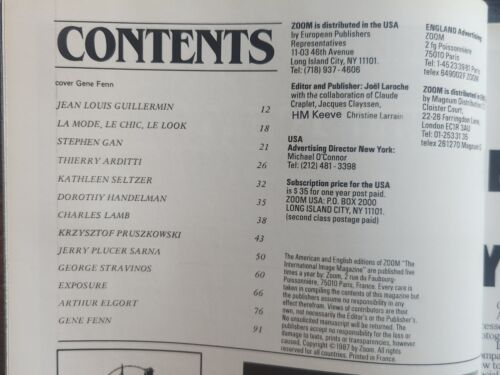 CONTENTS
cover Gene Fenn
JEAN LOUIS GUILLERMIN 12
LA MODE, LE CHIC, LE LOOK 18
STEPHEN GAN 21
THIERRY ARDITTI 26
KATHLEEN SELTZER 32
DOROTHY HANDELMAN 35
CHARLES LAMB 38
KRZYSZTOF PRUSZKOWSKI 43
JERRY PLUCER SARNA 50
GEORGE STRAVINOS 60
EXPOSURE 66
ARTHUR ELGORT 76
GENE FENN 91
ZOOM is distributed in the USA
by European Publishers
Representatives
11-03 46th Avenue
Long Island City, NY 11101.
Tel: (718) 937 - 4606
Editor and Publisher: Joël Laroche
with the collaboration of Claude
Craplet, Jacques Clayssen,
HM Keeve Christine Larrain
USA
Advertising Director New York:
Michael O'Connor
Tel: (212) 481 - 3398
Subscription price for the USA
is $ 35 for one year post paid.
ZOOM USA: P.O. BOX 2000
LONG ISLAND CITY, NY 11101.
(second class postage paid)
The American and English editions of ZOOM "The
International Image Magazine" are published five
times a year by: Zoom, 2 rue du Faubourg-
Poissonnière, 75010 Paris, France. Every care is
taken in compiling the contents of this magazine but
the publishers assume no responsibility in any
effect therefrom. Views of contributors are their
own, not necessarily the Editor's or the Publisher's.
No unsolicited manuscript will be returned. The
publishers accept no responsibility for the loss or
damage to texts, prints or transparencies, however
caused. Copyright © 1987 by Zoom. All rights
reserved for all countries. Printed in France.
ENGLAND Advertising
ZOOM
2 fg Poissonnière
75010 Paris
Tel: 1-45 23 39 81 Paris
telex 649002F ZOOM
ZOOM is distributed in
by Magnum Distribution
Cloister Court,
22-26 Farringdon Lane,
London EC1R 3AU
Tel: 01-253 31 35
telex 261270 Magnum G